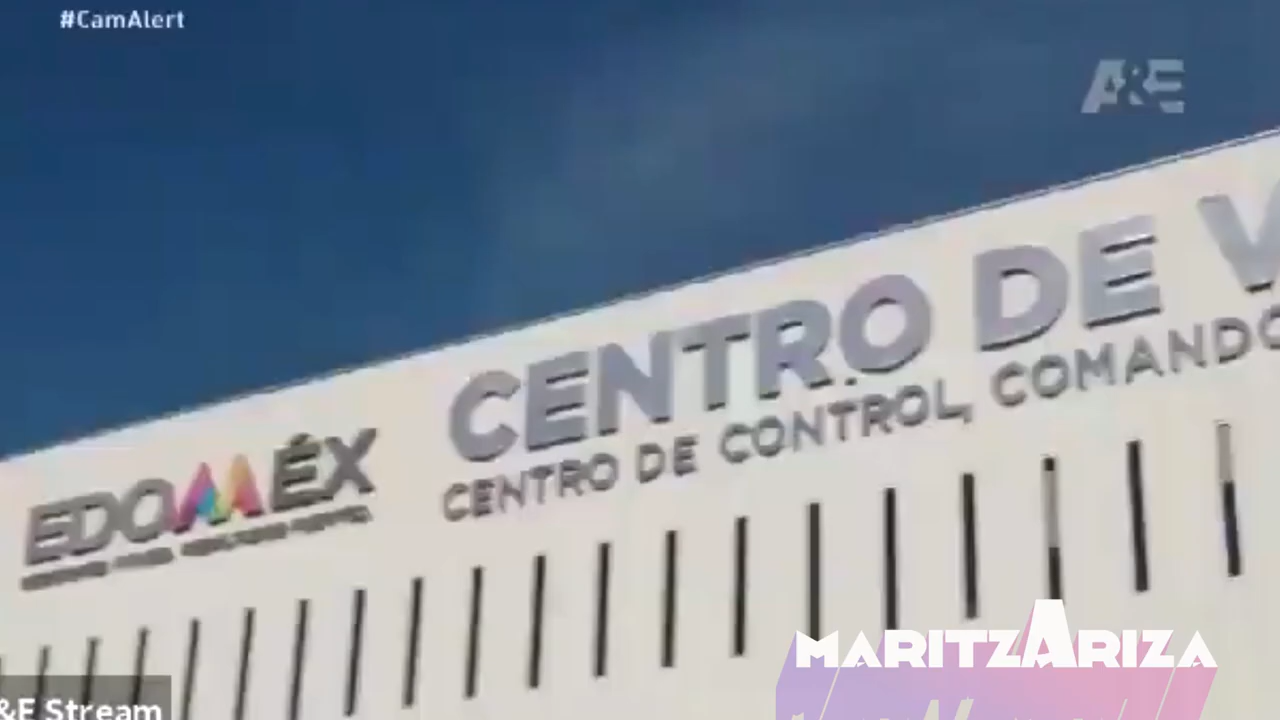 #CamAlert
A&E
CENTRO DE
CENTRO DE CONTROL, COMANDO
EDOMÉX
MARITZARIZA
&E Stream